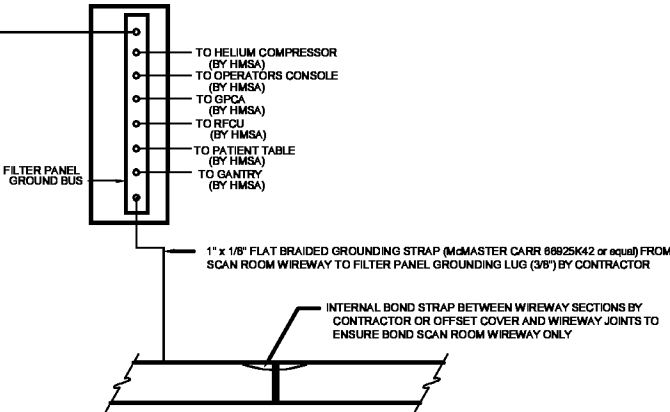 TO HELIUM COMPRESSOR
(BY HMSA)
TO OPERATORS CONSOLE
(BY HMSA)
TO GPCA
(BY HMSA)
TO RFCU
(BY HMSA)
TO PATIENT TABLE
(BY HMSA)
TO GANTRY
(BY HMSA)
FILTER PANEL
GROUND BUS
1" x 1/8" FLAT BRAIDED GROUNDING STRAP (McMASTER CARR 66925K42 or equal) FROM
SCAN ROOM WIREWAY TO FILTER PANEL GROUNDING LUG (3/8") BY CONTRACTOR
INTERNAL BOND STRAP BETWEEN WIREWAY SECTIONS BY
CONTRACTOR OR OFFSET COVER AND WIREWAY JOINTS TO
ENSURE BOND SCAN ROOM WIREWAY ONLY